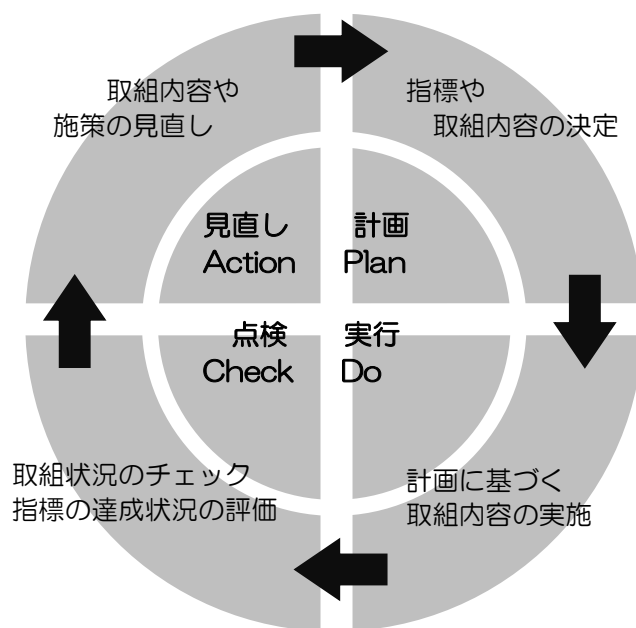 取組内容や
施策の見直し
指標や
取組内容の決定
見直し
Action
計画
Plan
点検
Check
実行
Do
取組状況のチェック
指標の達成状況の評価
計画に基づく
取組内容の実施